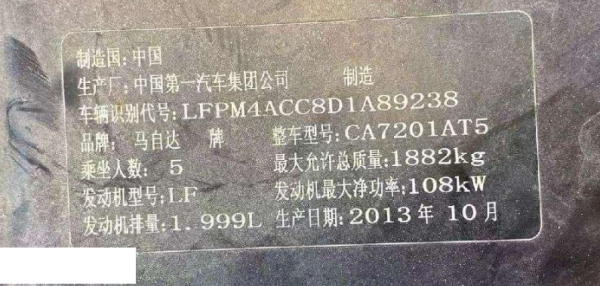 制造国:中国
生产厂:中国第一汽车集团公司 制造
车辆识别代号:LFPM4ACC8D1A89238
品牌: 马自达 牌 整车型号:CA7201AT5
乘坐人数: 5 最大允许总质量:1882kg
发动机型号:LF 发动机最大净功率:108kW
发动机排量:1.999L 生产日期:2013年10月